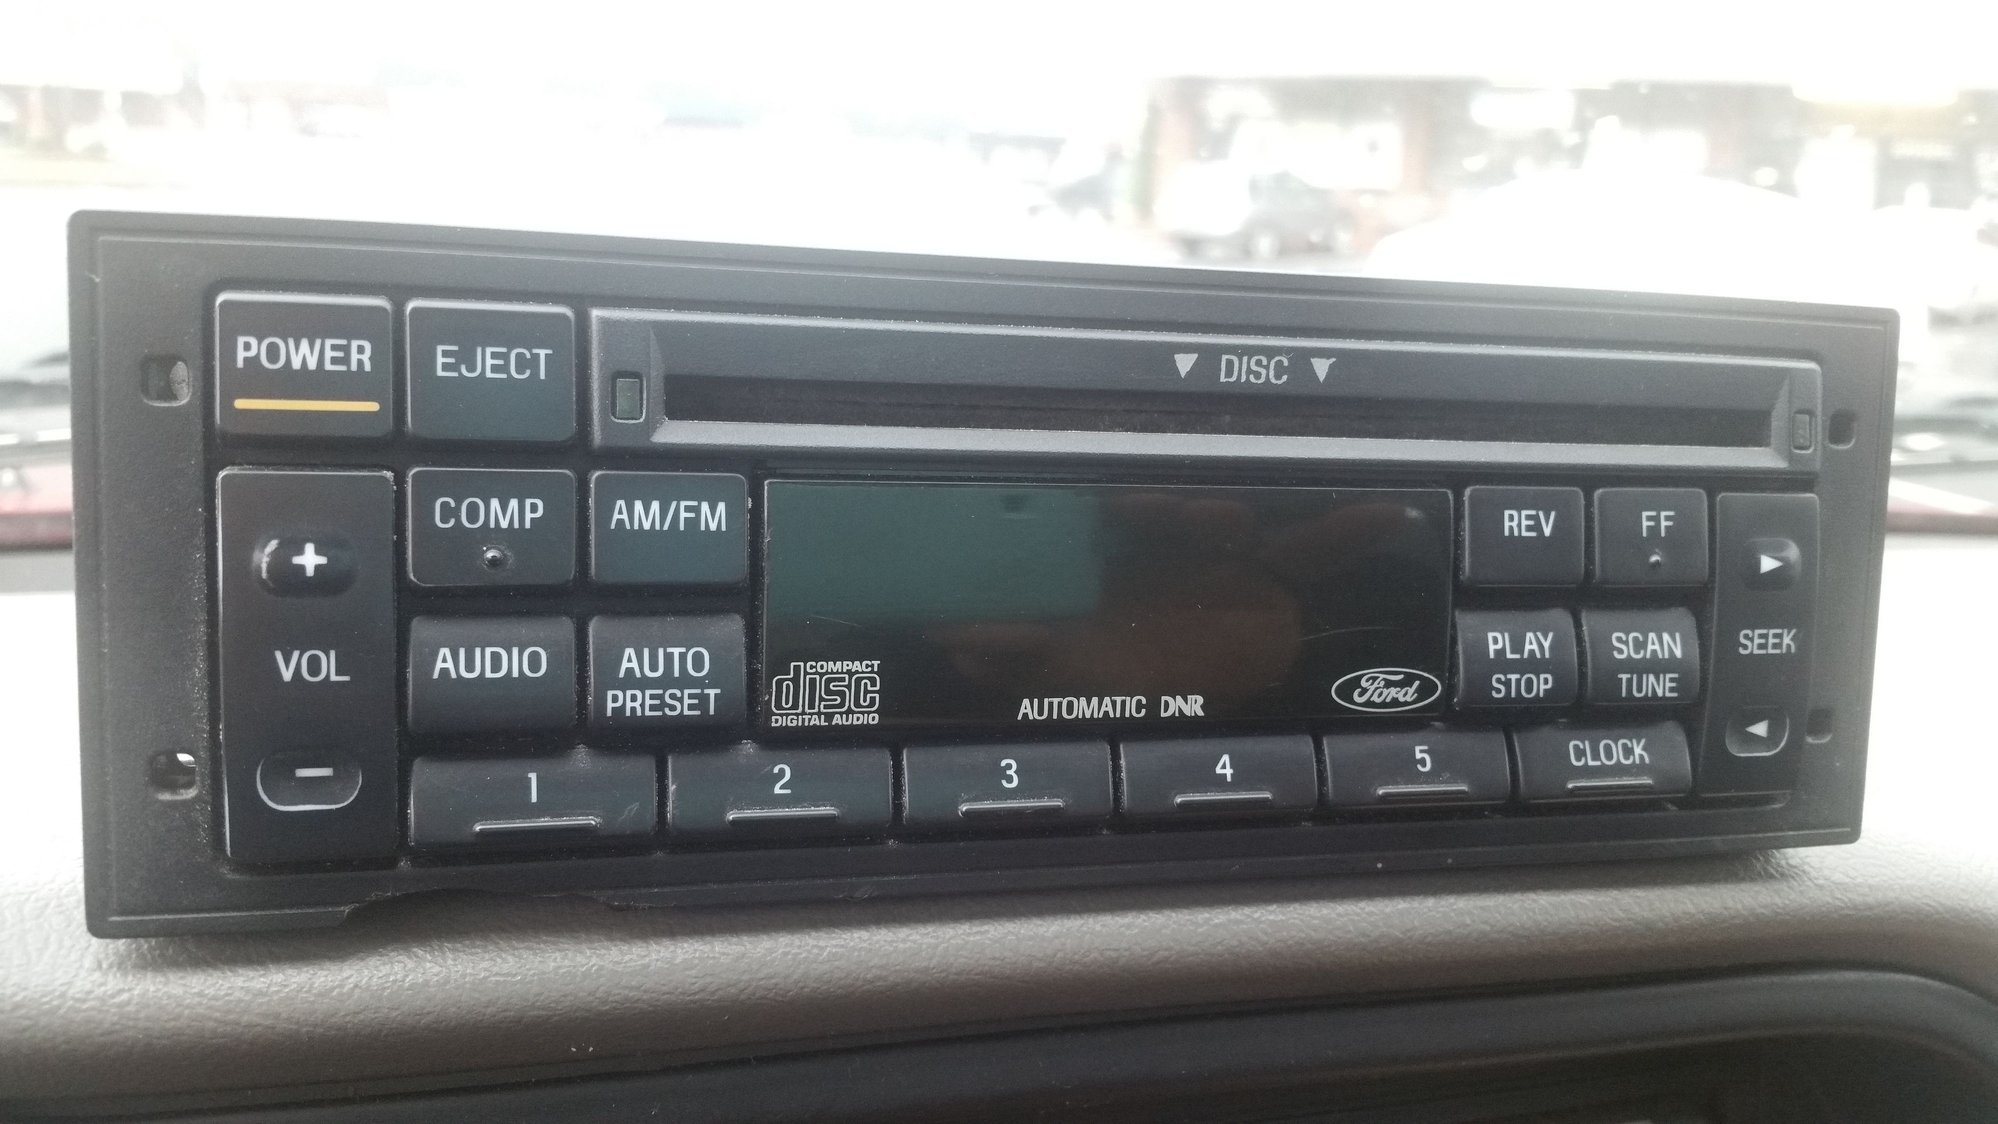 POWER
EJECT
▼ DISC ▼
COMP
AM/FM
REV
FF
+
VOL
−
AUDIO
AUTO
PRESET
COMPACT
disc
DIGITAL AUDIO
AUTOMATIC DNR
Ford
PLAY
STOP
SCAN
TUNE
►
SEEK
◄
1
2
3
4
5
CLOCK